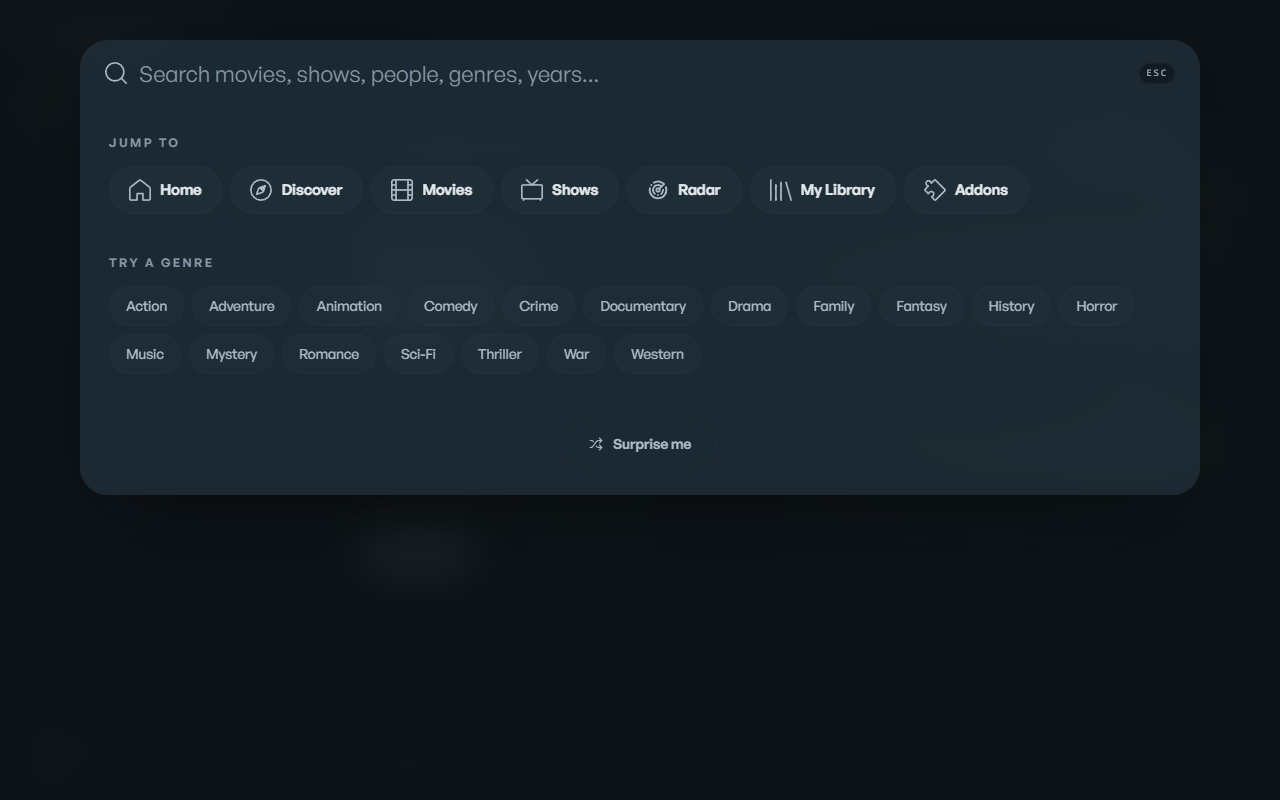 Search movies, shows, people, genres, years...
ESC
JUMP TO
Home Discover Movies Shows Radar My Library Addons
TRY A GENRE
Action Adventure Animation Comedy Crime Documentary Drama Family Fantasy History Horror
Music Mystery Romance Sci-Fi Thriller War Western
Surprise me